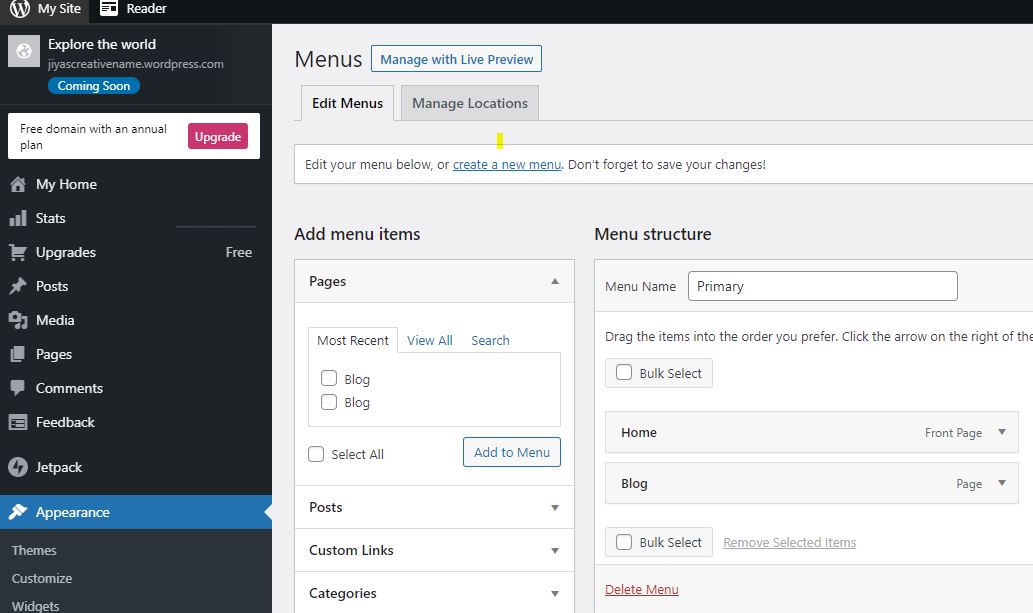 My Site Reader
Explore the world
jiyascreativename.wordpress.com
Coming Soon
Free domain with an annual
plan
Upgrade
My Home
Stats
Upgrades Free
Posts
Media
Pages
Comments
Feedback
Jetpack
Appearance
Themes
Customize
Widgets
Menus Manage with Live Preview
Edit Menus Manage Locations
Edit your menu below, or create a new menu. Don't forget to save your changes!
Add menu items
Pages
Most Recent View All Search
Blog
Blog
Select All Add to Menu
Posts
Custom Links
Categories
Menu structure
Menu Name Primary
Drag the items into the order you prefer. Click the arrow on the right of the
Bulk Select
Home Front Page
Blog Page
Bulk Select Remove Selected Items
Delete Menu